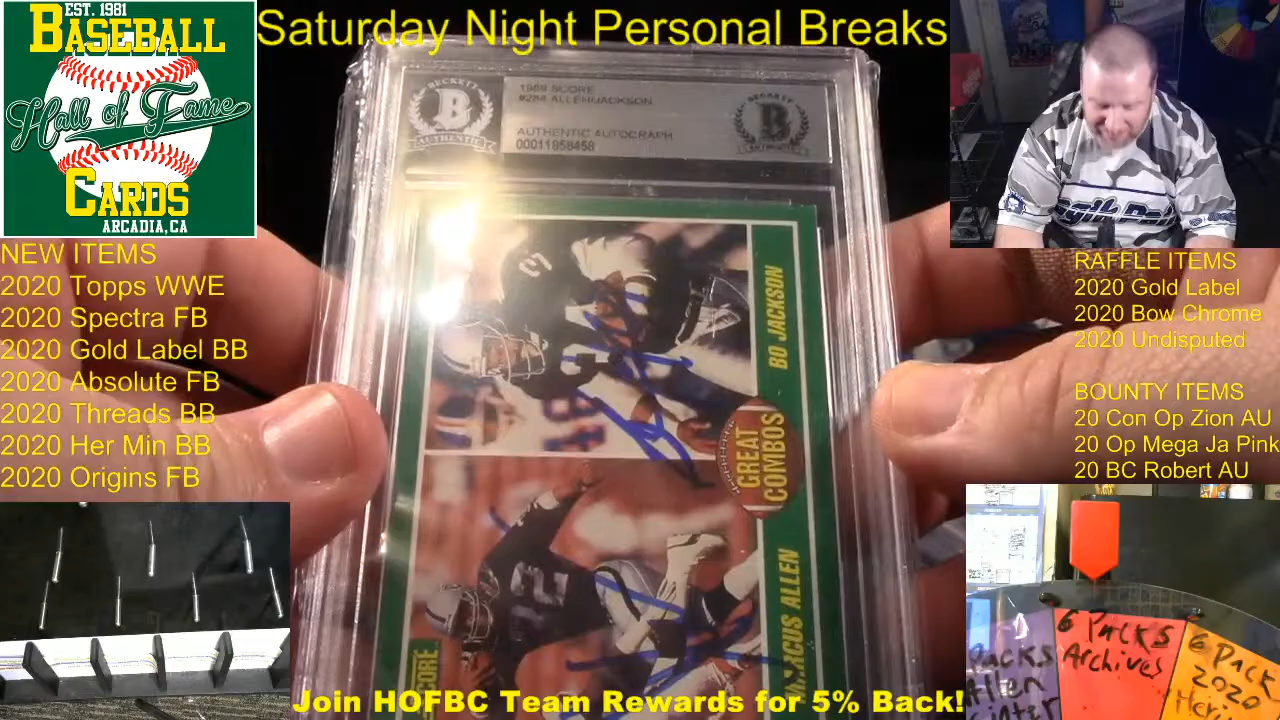 EST. 1981
BASEBALL
Hall of Fame
CARDS
ARCADIA, CA
Saturday Night Personal Breaks
NEW ITEMS
2020 Topps WWE
2020 Spectra FB
2020 Gold Label BB
2020 Absolute FB
2020 Threads BB
2020 Her Min BB
2020 Origins FB
BECKETT
B
AUTHENTIC
1989 SCORE
#284 ALLEN/JACKSON
AUTHENTIC AUTOGRAPH
00011858458
BECKETT
B
AUTHENTIC
BO JACKSON
GREAT
COMBOS
MARCUS ALLEN
SCORE
RAFFLE ITEMS
2020 Gold Label
2020 Bow Chrome
2020 Undisputed
BOUNTY ITEMS
20 Con Op Zion AU
20 Op Mega Ja Pink
20 BC Robert AU
6 Packs
Archives
6 Pack
2020
Packs
Join HOFBC Team Rewards for 5% Back!